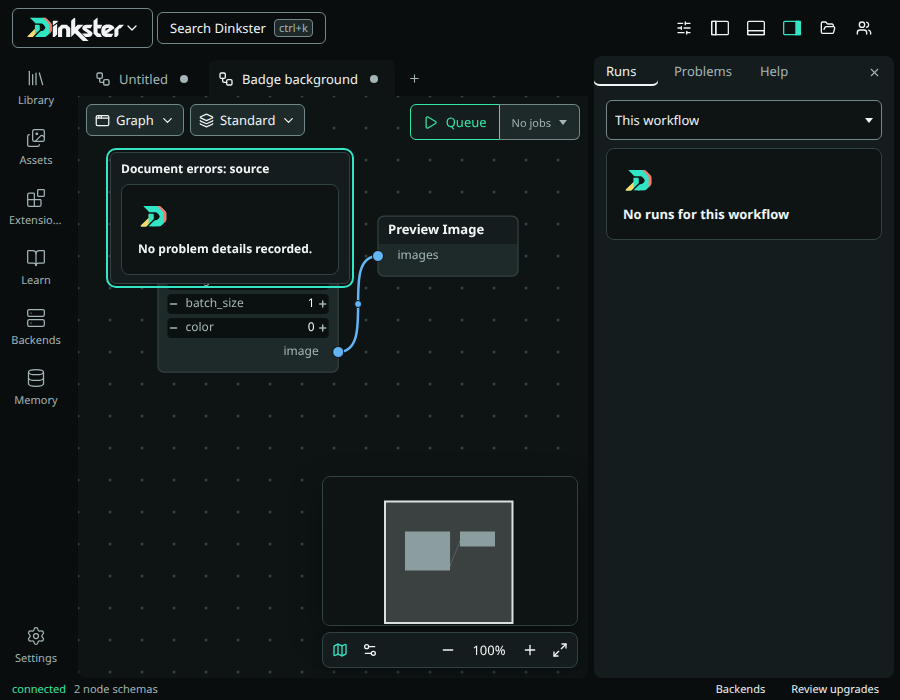 Dinkster
Search Dinkster ctrl+k
Library
Assets
Extensio...
Learn
Backends
Memory
Settings
Untitled
Badge background
Graph
Standard
Queue
No jobs
Document errors: source
No problem details recorded.
batch_size 1
color 0
image
Preview Image
images
100%
Runs Problems Help
This workflow
No runs for this workflow
connected 2 node schemas
Backends Review upgrades